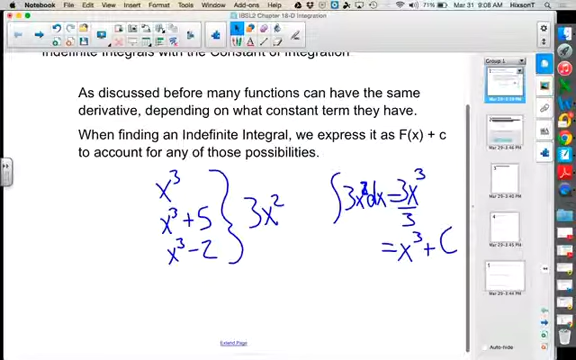 Notebook File Edit View Insert Format Tools Add-ons Window Help 71% Mar 31 9:08 AM HixsonT
IBSL2 Chapter 18-D Integration
Indefinite Integrals with the Constant of Integration
As discussed before many functions can have the same
derivative, depending on what constant term they have.
When finding an Indefinite Integral, we express it as F(x) + c
to account for any of those possibilities.
x³
x³ + 5
x³ - 2
} 3x²
∫3x²dx = 3x³/3
= x³ + C
Extend Page
Group 1
Auto-hide